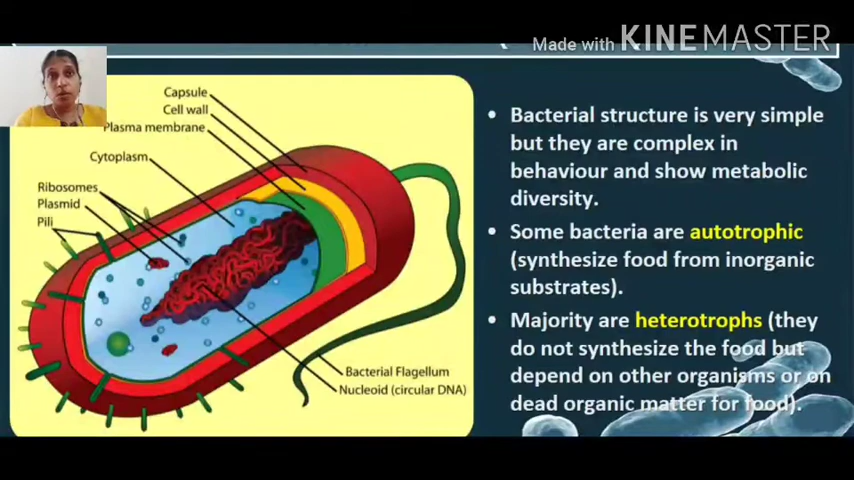 Made with KINEMASTER
Capsule
Cell wall
Plasma membrane
Cytoplasm
Ribosomes
Plasmid
Pili
Bacterial Flagellum
Nucleoid (circular DNA)
• Bacterial structure is very simple
but they are complex in
behaviour and show metabolic
diversity.
• Some bacteria are autotrophic
(synthesize food from inorganic
substrates).
• Majority are heterotrophs (they
do not synthesize the food but
depend on other organisms or on
dead organic matter for food).